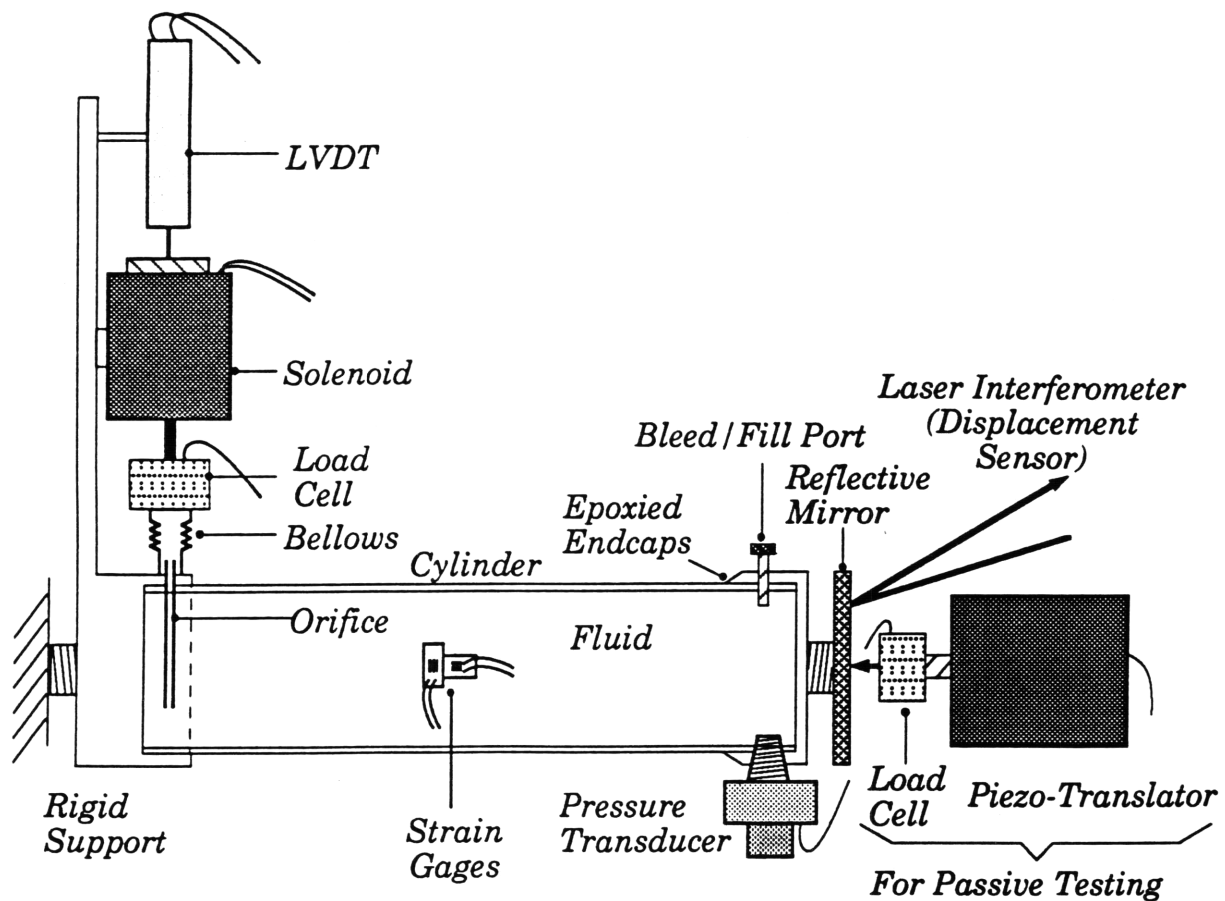 LVDT
Solenoid
Load
Cell
Bellows
Orifice
Cylinder
Epoxied
Endcaps
Bleed/Fill Port
Reflective
Mirror
Laser Interferometer
(Displacement
Sensor)
Fluid
Rigid
Support
Strain
Gages
Pressure
Transducer
Load
Cell
Piezo-Translator
For Passive Testing